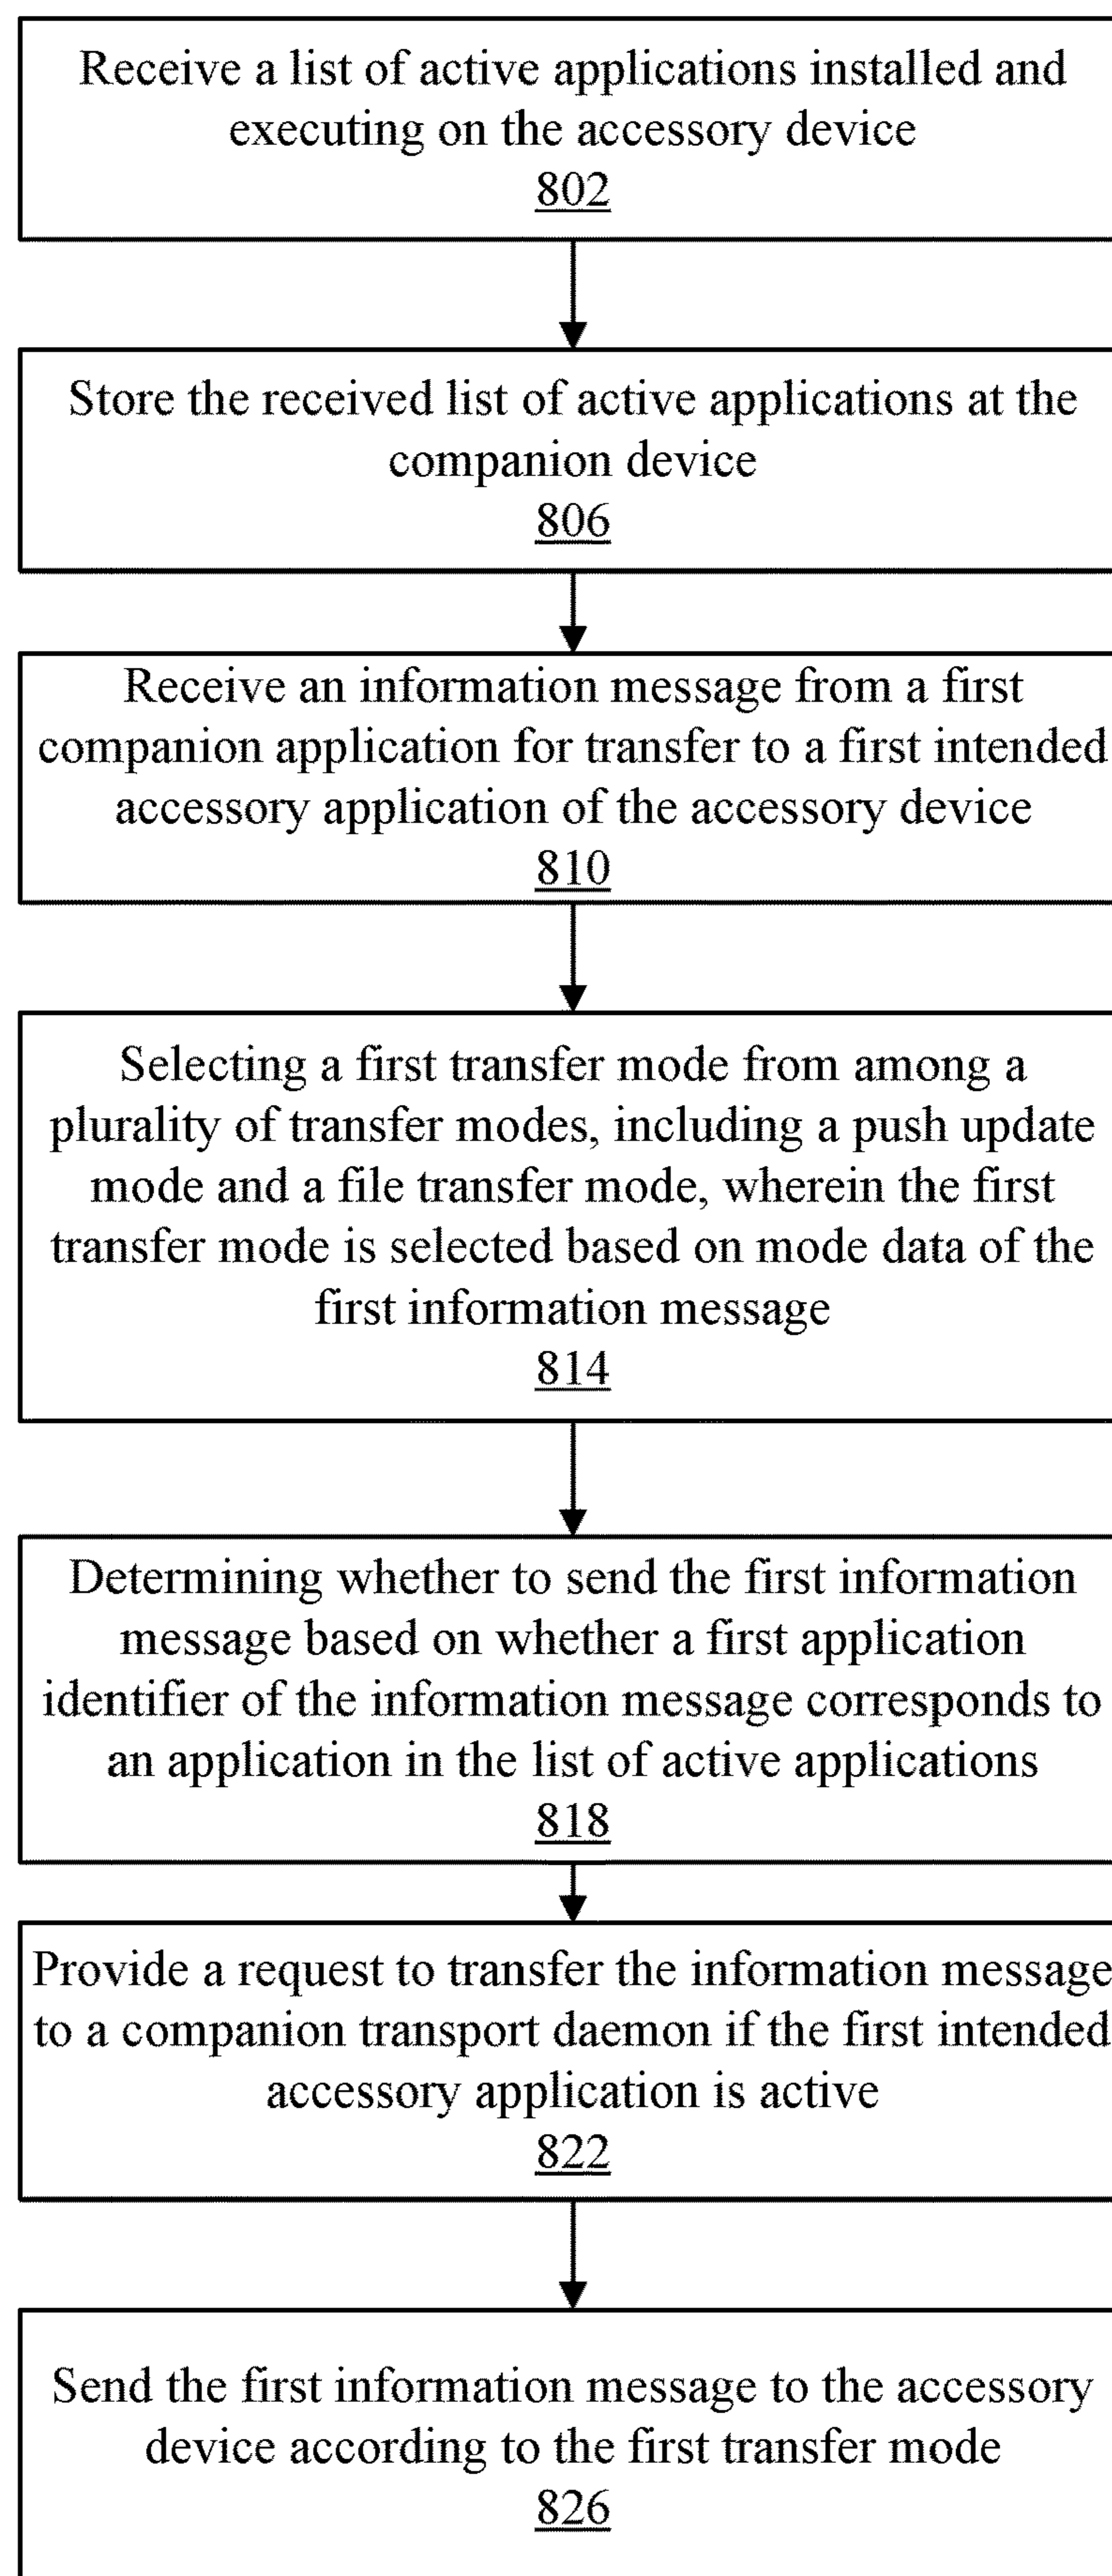 Receive a list of active applications installed and
executing on the accessory device
802
Store the received list of active applications at the
companion device
806
Receive an information message from a first
companion application for transfer to a first intended
accessory application of the accessory device
810
Selecting a first transfer mode from among a
plurality of transfer modes, including a push update
mode and a file transfer mode, wherein the first
transfer mode is selected based on mode data of the
first information message
814
Determining whether to send the first information
message based on whether a first application
identifier of the information message corresponds to
an application in the list of active applications
818
Provide a request to transfer the information message
to a companion transport daemon if the first intended
accessory application is active
822
Send the first information message to the accessory
device according to the first transfer mode
826